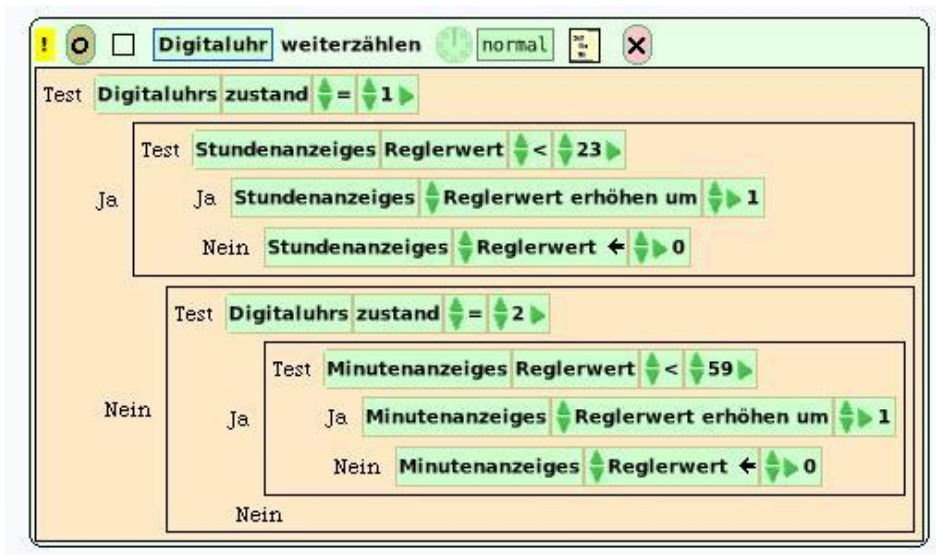 ! Digitaluhr weiterzählen normal
Test Digitaluhrs zustand = 1
Test Stundenanzeiges Reglerwert < 23
Ja
Ja Stundenanzeiges Reglerwert erhöhen um 1
Nein Stundenanzeiges Reglerwert ← 0
Test Digitaluhrs zustand = 2
Test Minutenanzeiges Reglerwert < 59
Nein
Ja
Ja Minutenanzeiges Reglerwert erhöhen um 1
Nein Minutenanzeiges Reglerwert ← 0
Nein